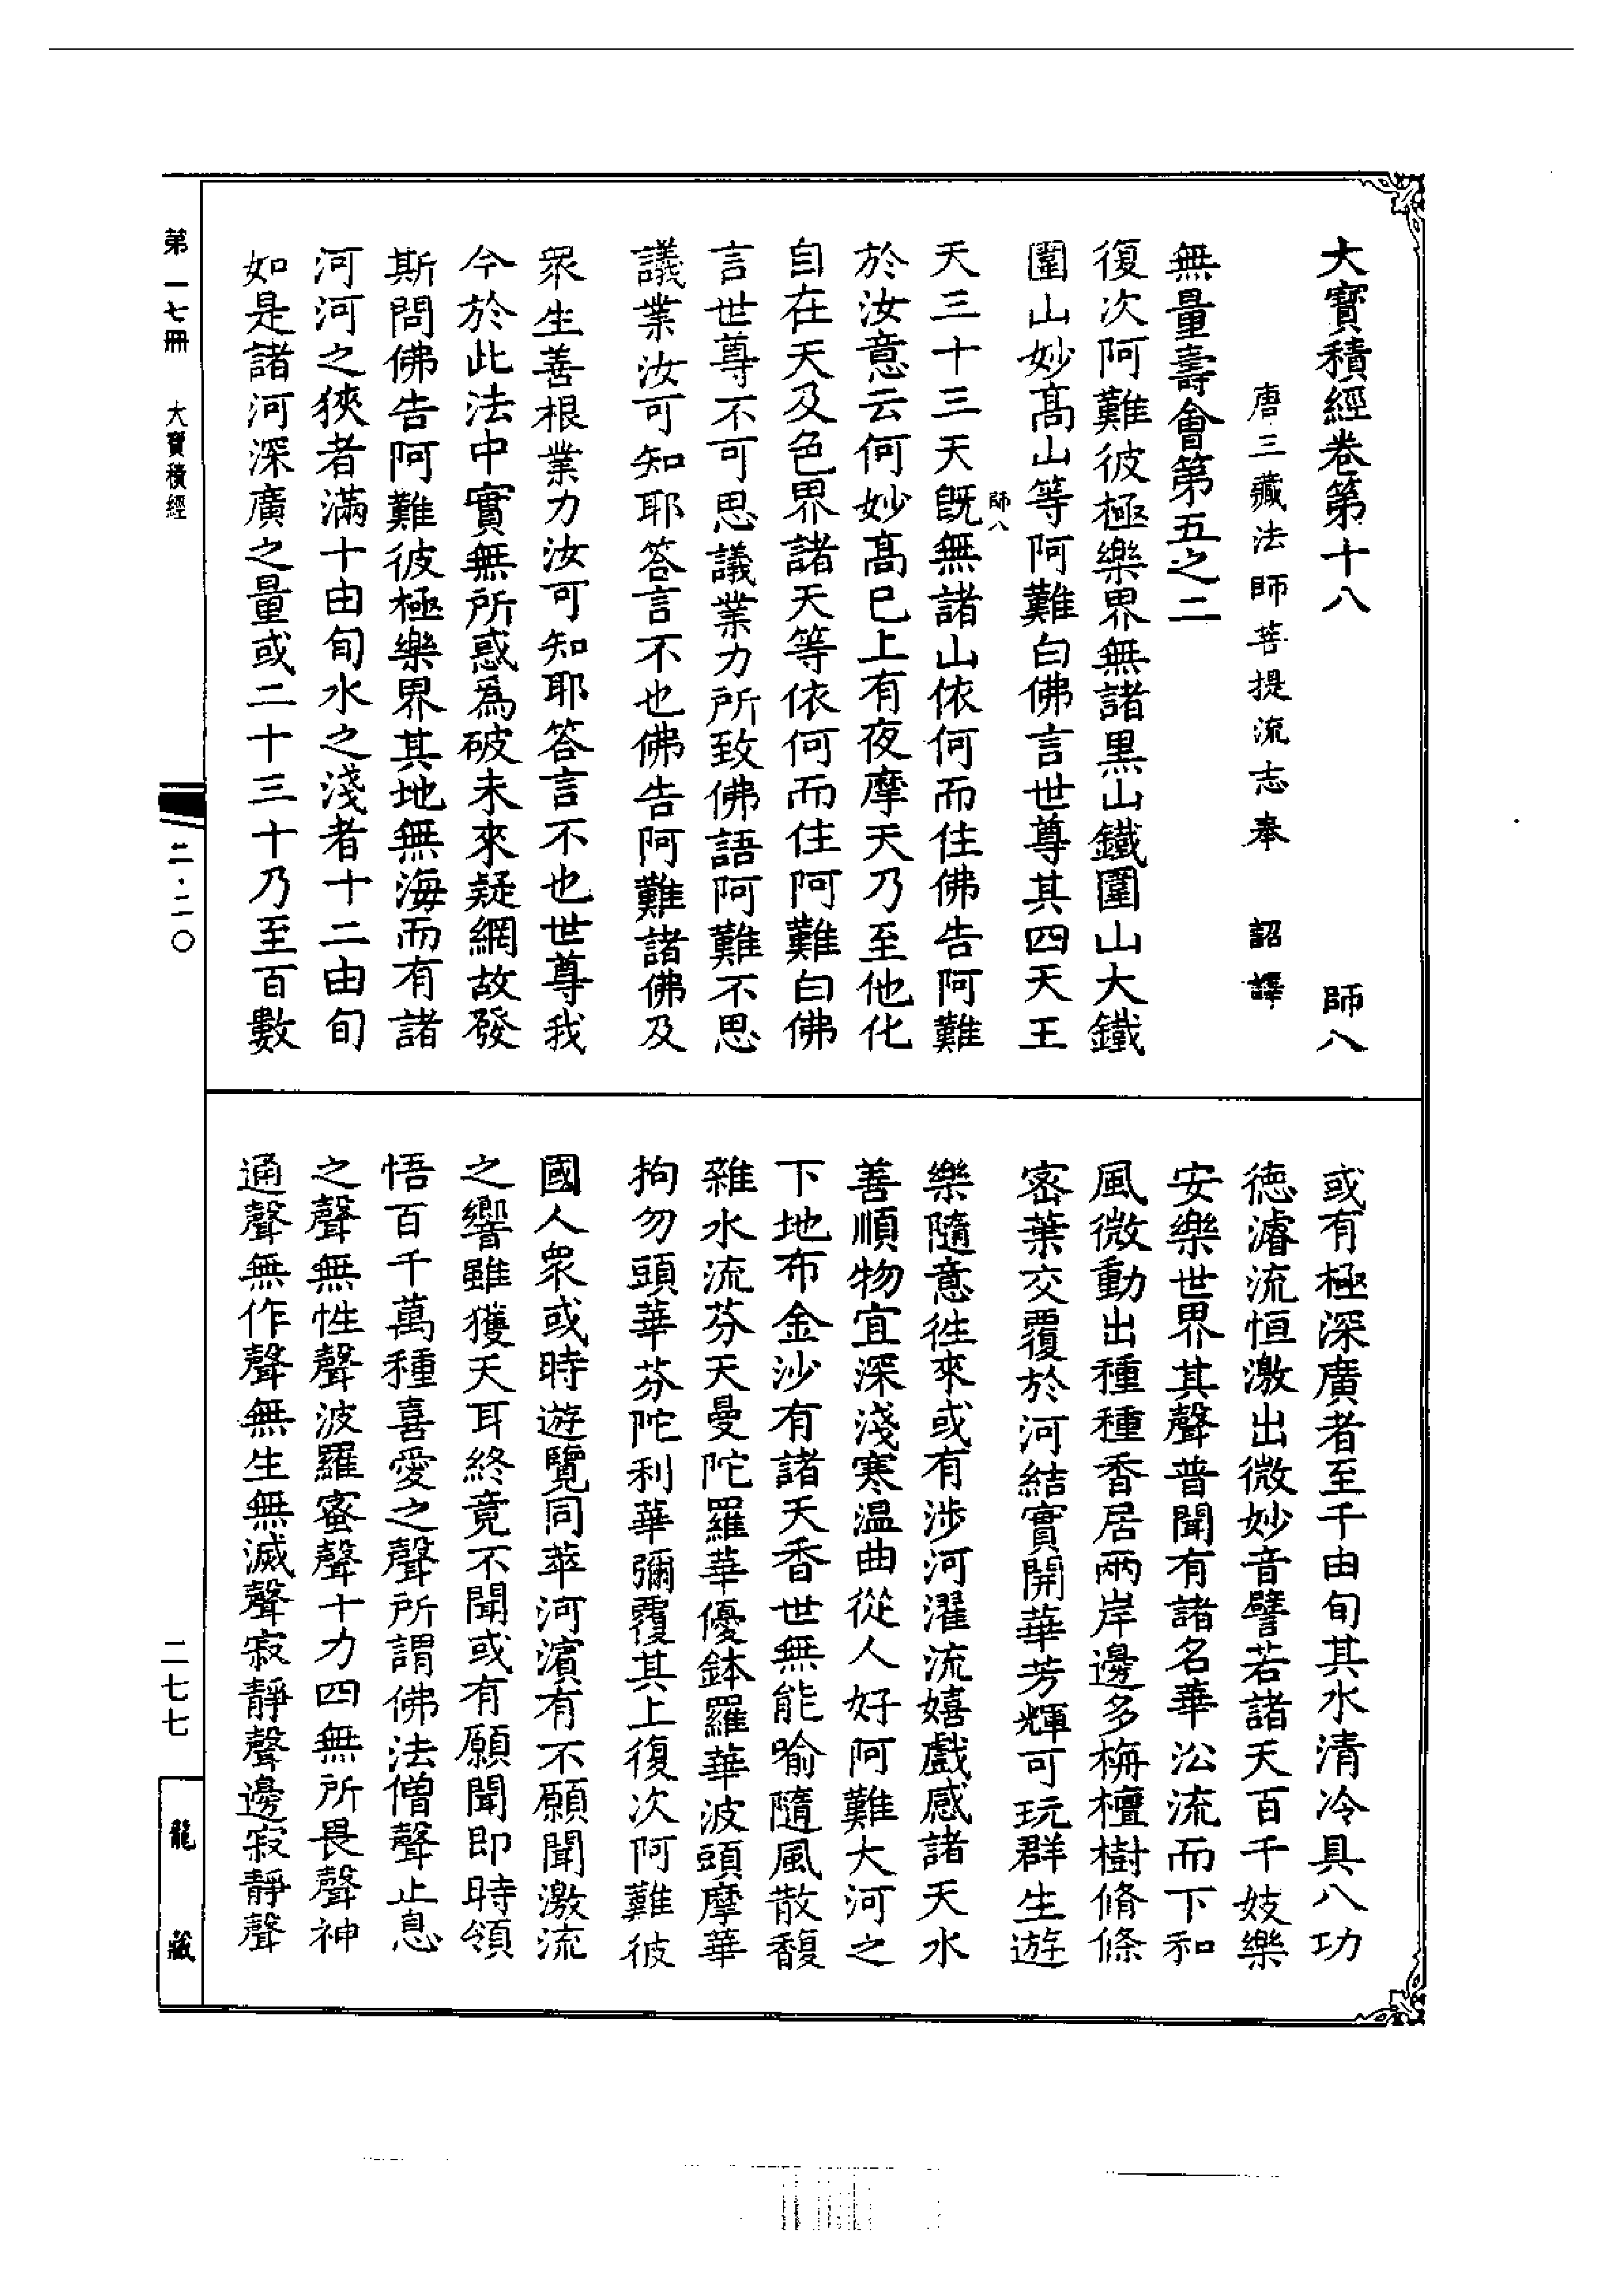 大寶積經卷第十八　師八
唐三藏法師菩提流志奉　詔譯
無量壽會第五之二
復次阿難彼極樂界無諸黑山鐵圍山大鐵
圍山妙高山等阿難白佛言世尊其四天王
師八
天三十三天既無諸山依何而住佛告阿難
於汝意云何妙高已上有夜摩天乃至他化
自在天及色界諸天等依何而住阿難白佛
言世尊不可思議業力所致佛語阿難不思
議業汝可知耶答言不也佛告阿難諸佛及
眾生善根業力汝可知耶答言不也世尊我
今於此法中實無所惑為破未來疑網故發
斯問佛告阿難彼極樂界其地無海而有諸
河河之狹者滿十由旬水之淺者十二由旬
如是諸河深廣之量或二十三十乃至百數
或有極深廣者至千由旬其水清冷具八功
德濬流恒激出微妙音譬若諸天百千妓樂
安樂世界其聲普聞有諸名華沿流而下和
風微動出種種香居兩岸邊多栴檀樹脩條
密葉交覆於河結實開華芳輝可玩群生遊
樂隨意往來或有涉河濯流嬉戲感諸天水
善順物宜深淺寒溫曲從人好阿難大河之
下地布金沙有諸天香世無能喻隨風散馥
雜水流芬天曼陀羅華優鉢羅華波頭摩華
拘勿頭華芬陀利華彌覆其上復次阿難彼
國人眾或時遊覽同萃河濱有不願聞激流
之響雖獲天耳終竟不聞或有願聞即時領
悟百千萬種喜愛之聲所謂佛法僧聲止息
之聲無性聲波羅蜜聲十力四無所畏聲神
通聲無作聲無生無滅聲寂靜聲邊寂靜聲
第一七冊　大寶積經
二·二〇
二七七
龍藏